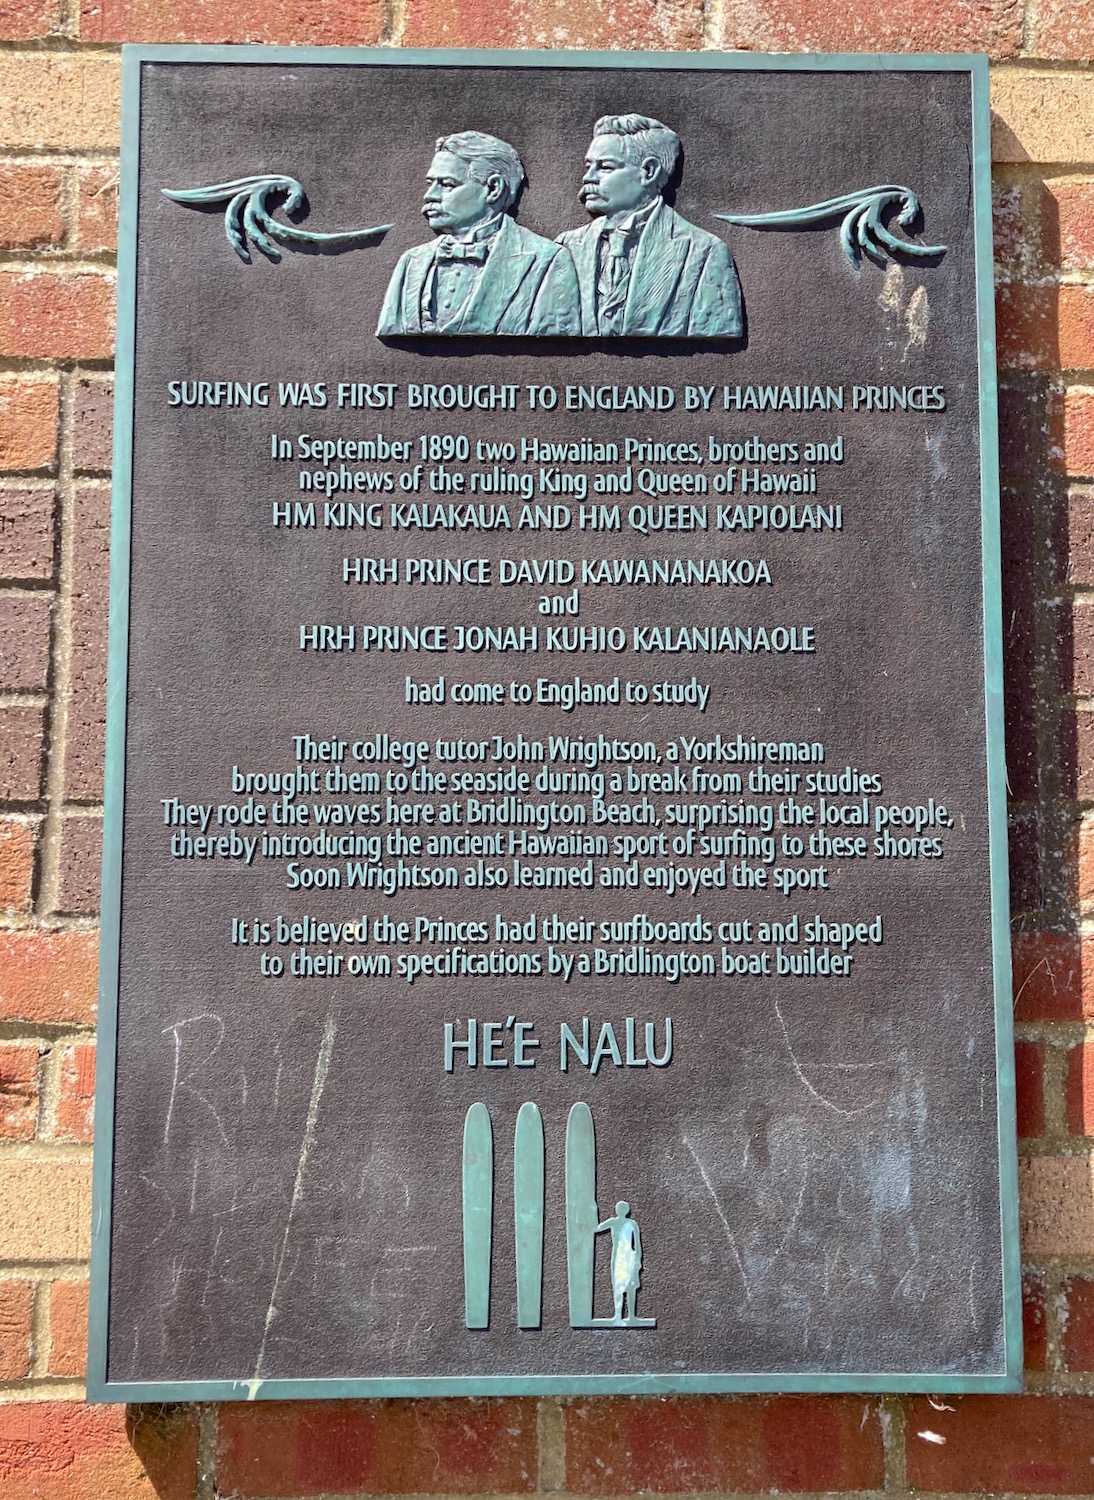 SURFING WAS FIRST BROUGHT TO ENGLAND BY HAWAIIAN PRINCES
In September 1890 two Hawaiian Princes, brothers and
nephews of the ruling King and Queen of Hawaii
HM KING KALAKAUA AND HM QUEEN KAPIOLANI
HRH PRINCE DAVID KAWANANAKOA
and
HRH PRINCE JONAH KUHIO KALANIANAOLE
had come to England to study
Their college tutor John Wrightson, a Yorkshireman
brought them to the seaside during a break from their studies
They rode the waves here at Bridlington Beach, surprising the local people,
thereby introducing the ancient Hawaiian sport of surfing to these shores
Soon Wrightson also learned and enjoyed the sport
It is believed the Princes had their surfboards cut and shaped
to their own specifications by a Bridlington boat builder
HE'E NALU